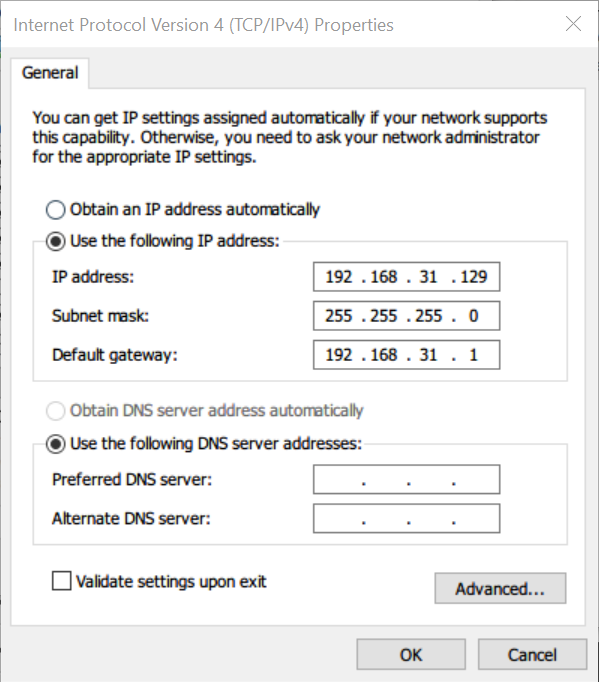 Internet Protocol Version 4 (TCP/IPv4) Properties
General
You can get IP settings assigned automatically if your network supports
this capability. Otherwise, you need to ask your network administrator
for the appropriate IP settings.
Obtain an IP address automatically
Use the following IP address:
IP address: 192 . 168 . 31 . 129
Subnet mask: 255 . 255 . 255 . 0
Default gateway: 192 . 168 . 31 . 1
Obtain DNS server address automatically
Use the following DNS server addresses:
Preferred DNS server: . . .
Alternate DNS server: . . .
Validate settings upon exit
Advanced...
OK Cancel